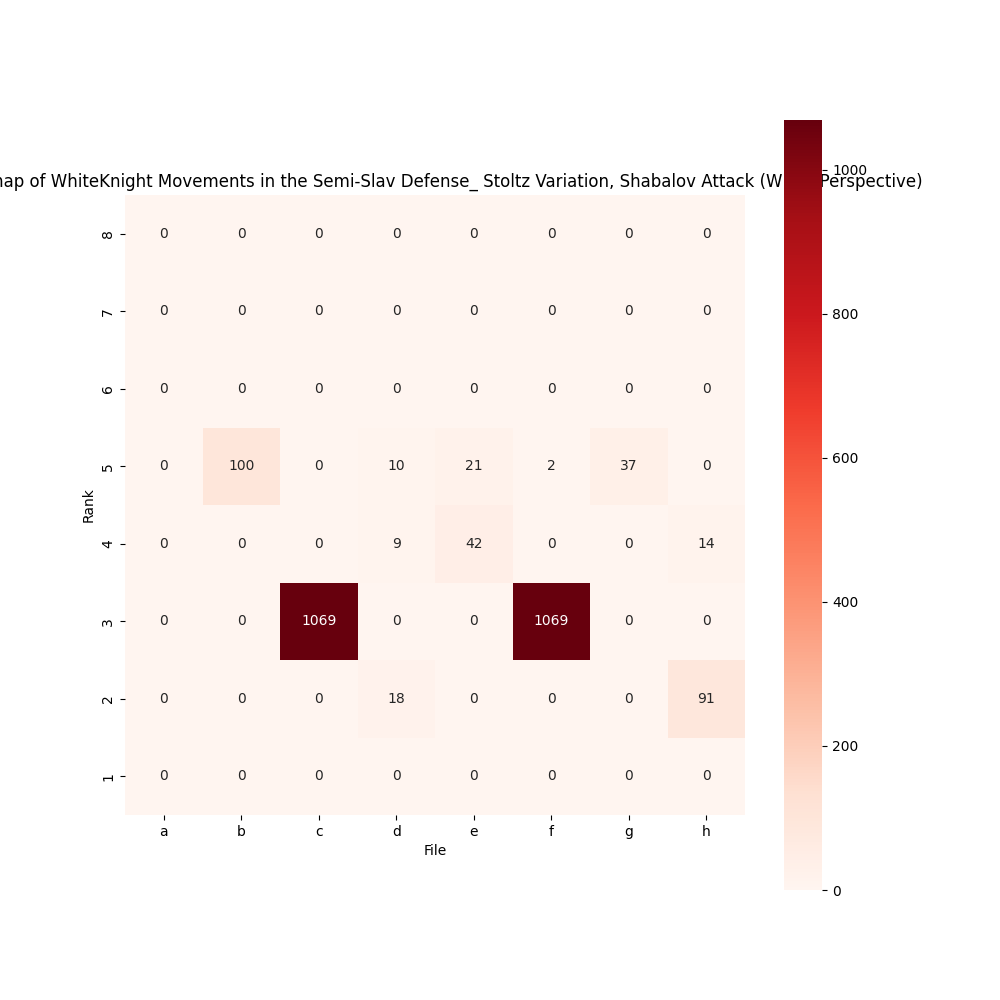 map of WhiteKnight Movements in the Semi-Slav Defense_ Stoltz Variation, Shabalov Attack (W Perspective)
1000
8 0 0 0 0 0 0 0 0
7 0 0 0 0 0 0 0 0
800
6 0 0 0 0 0 0 0 0
5 0 100 0 10 21 2 37 0
600
Rank
4 0 0 0 9 42 0 0 14
400
3 0 0 1069 0 0 1069 0 0
2 0 0 0 18 0 0 0 91
200
1 0 0 0 0 0 0 0 0
a b c d e f g h
File
0